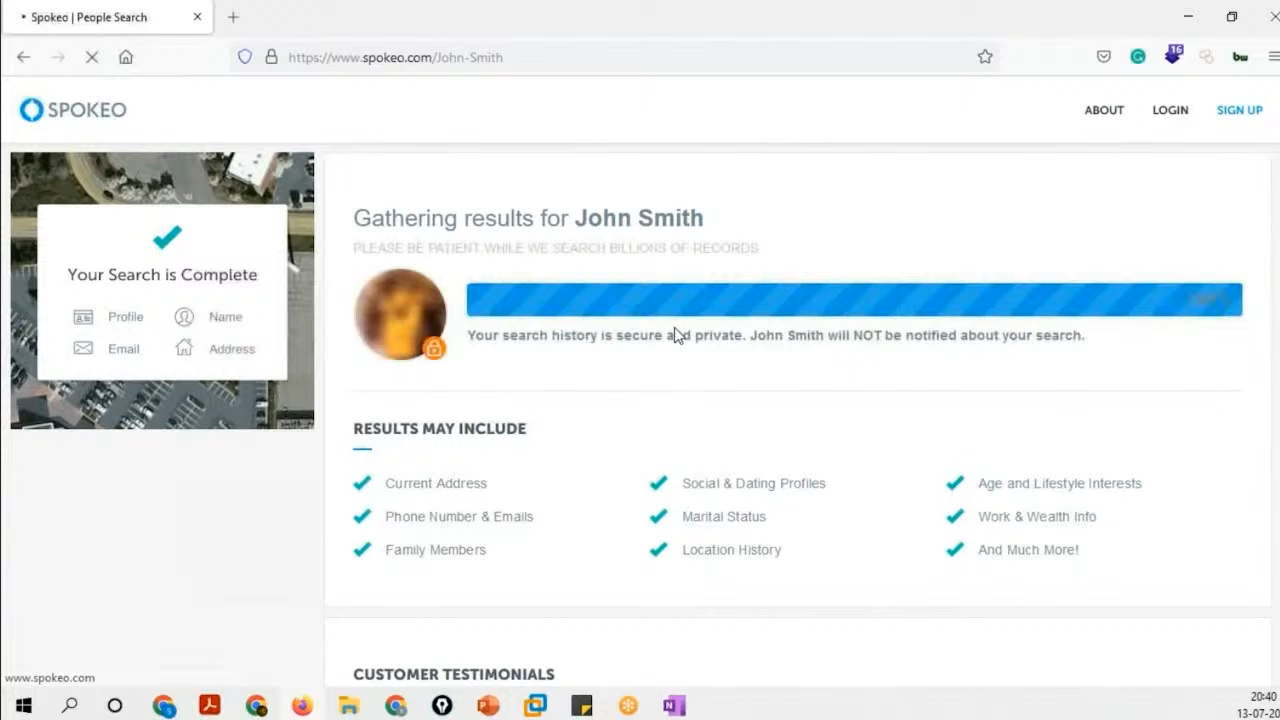 Spokeo | People Search
https://www.spokeo.com/John-Smith
16
bw
SPOKEO
ABOUT LOGIN SIGN UP
Your Search is Complete
Profile Name
Email Address
Gathering results for John Smith
PLEASE BE PATIENT WHILE WE SEARCH BILLIONS OF RECORDS
Your search history is secure and private. John Smith will NOT be notified about your search.
RESULTS MAY INCLUDE
Current Address Social & Dating Profiles Age and Lifestyle Interests
Phone Number & Emails Marital Status Work & Wealth Info
Family Members Location History And Much More!
CUSTOMER TESTIMONIALS
www.spokeo.com
20:40
13-07-20